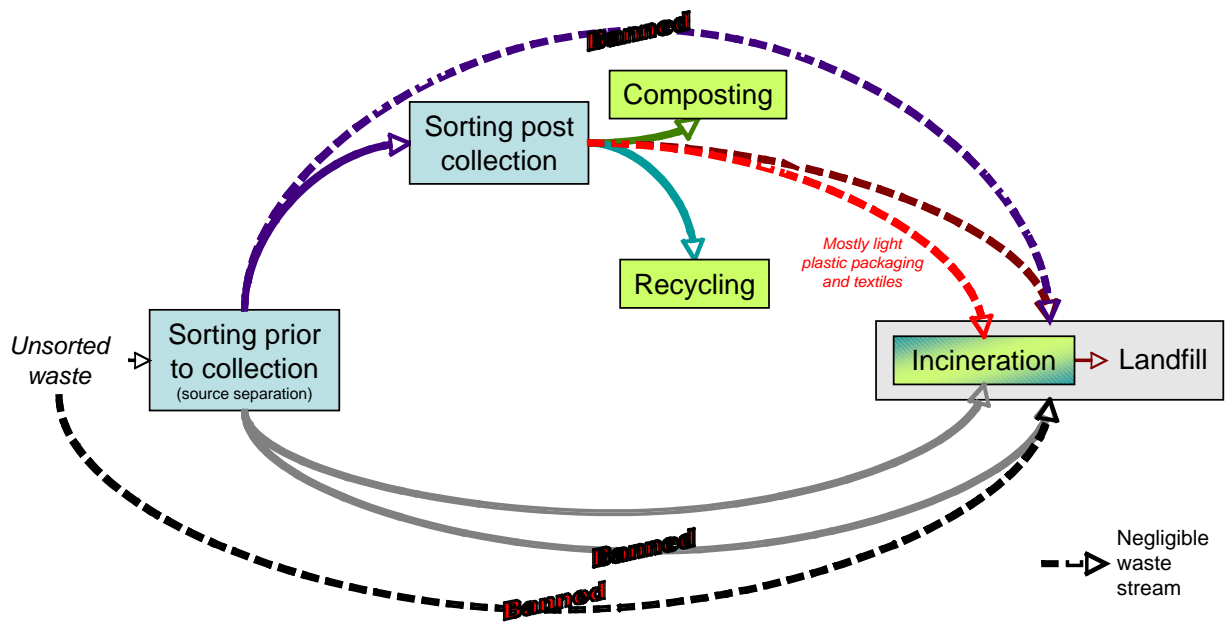 Banned
Composting
Sorting post
collection
Mostly light
plastic packaging
and textiles
Recycling
Unsorted
waste
Sorting prior
to collection
(source separation)
Incineration
Landfill
Banned
Banned
Negligible
waste
stream